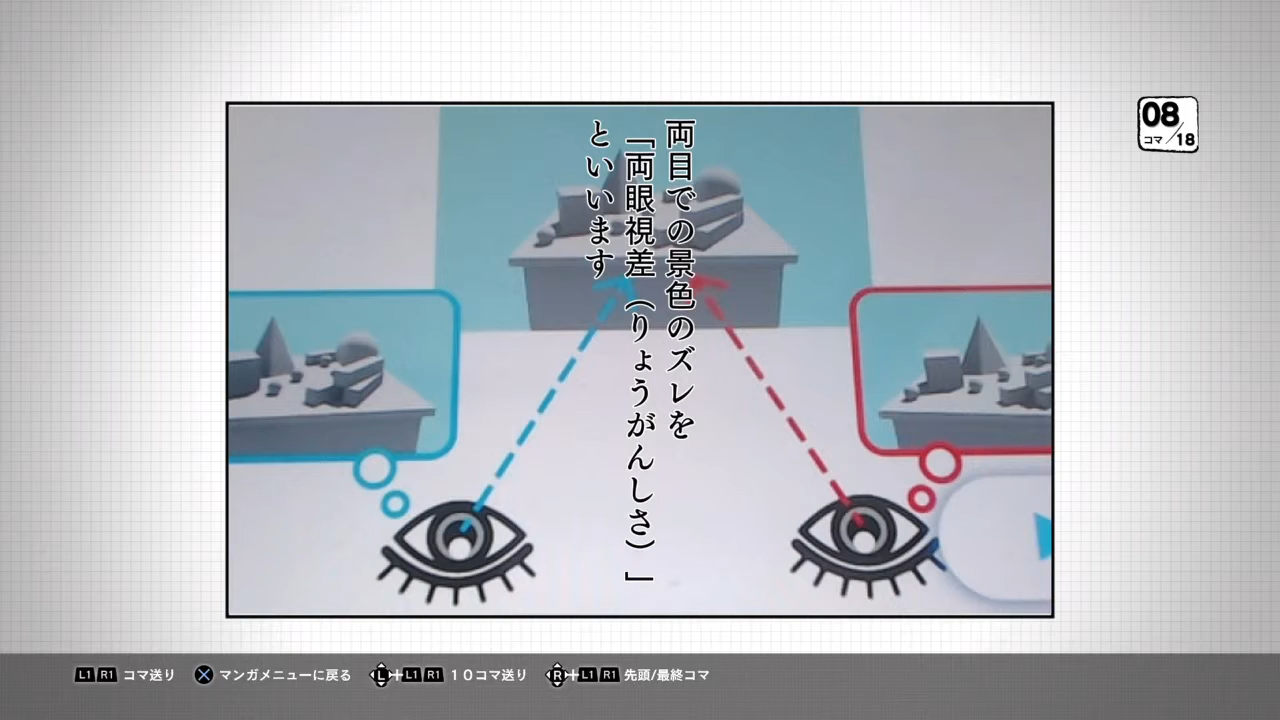 両目での景色のズレを
「両眼視差（りょうがんしさ）」
といいます
08
コマ/18
L1 R1 コマ送り
マンガメニューに戻る
L+L1 R1 １０コマ送り
R+L1 R1 先頭/最終コマ